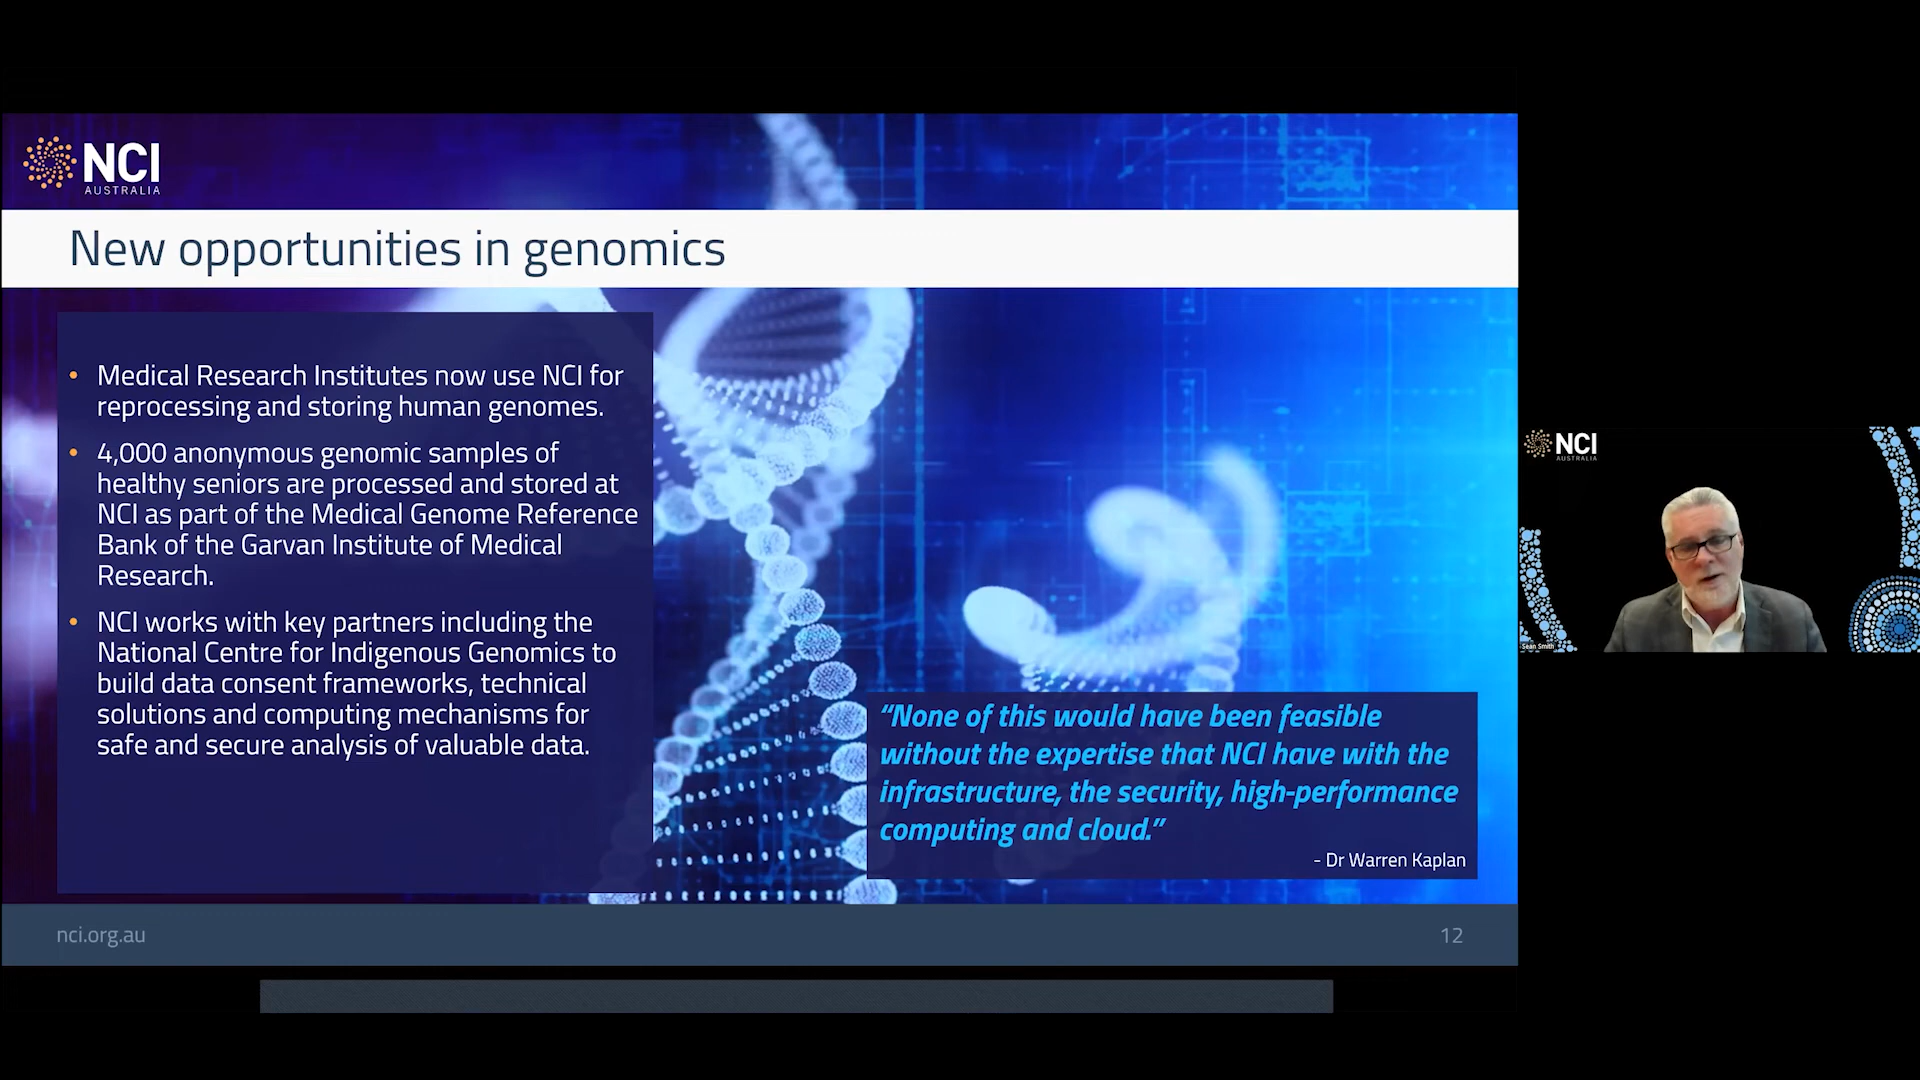 NCI
AUSTRALIA
New opportunities in genomics
• Medical Research Institutes now use NCI for
reprocessing and storing human genomes.
• 4,000 anonymous genomic samples of
healthy seniors are processed and stored at
NCI as part of the Medical Genome Reference
Bank of the Garvan Institute of Medical
Research.
• NCI works with key partners including the
National Centre for Indigenous Genomics to
build data consent frameworks, technical
solutions and computing mechanisms for
safe and secure analysis of valuable data.
“None of this would have been feasible
without the expertise that NCI have with the
infrastructure, the security, high-performance
computing and cloud.”
- Dr Warren Kaplan
nci.org.au
12
NCI
AUSTRALIA
Sean Smith